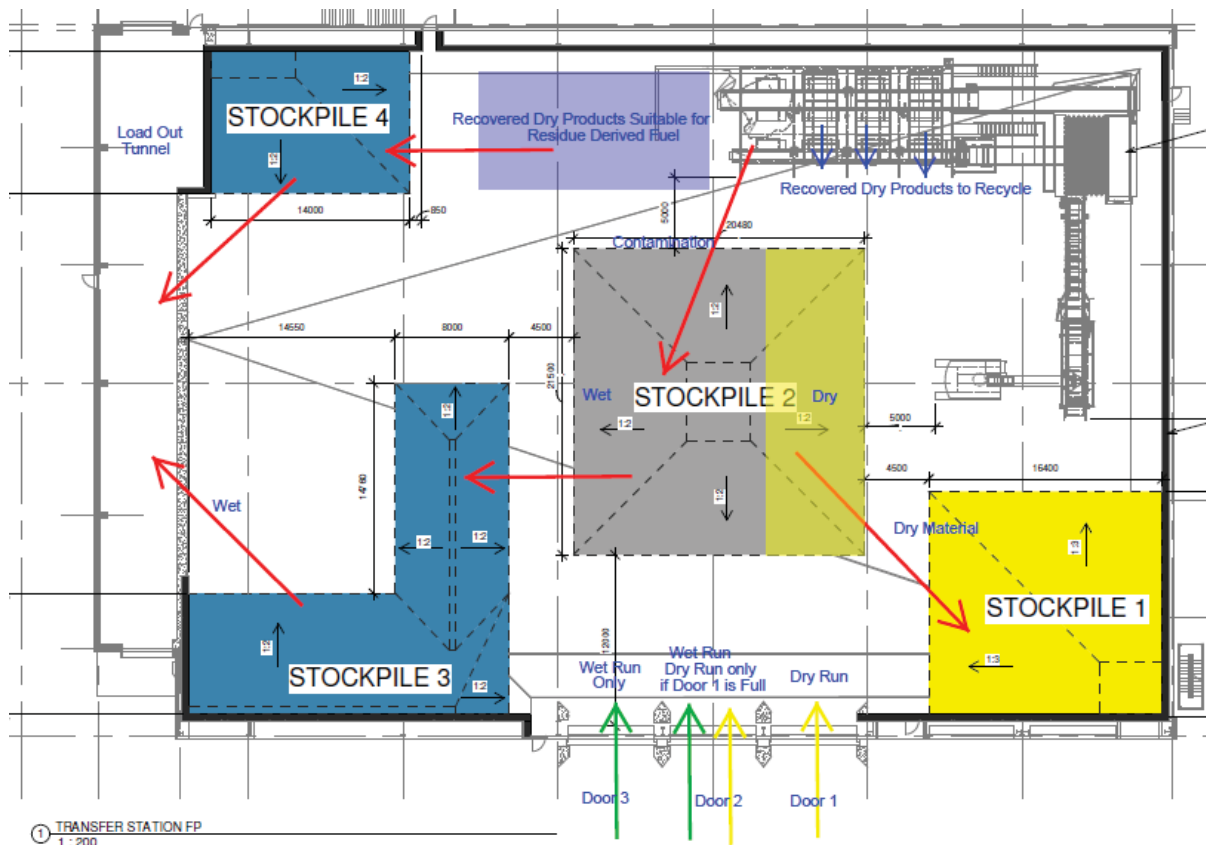 Load Out
Tunnel
STOCKPILE 4
1:2
1:2
14000
850
Recovered Dry Products Suitable for
Residue Derived Fuel
Recovered Dry Products to Recycle
5000
20480
Contamination
14550
8000
4500
21500
1:2
Wet
STOCKPILE 2
Dry
1:2
1:2
1:2
5000
4500
16400
1:2
14760
1:2
1:2
Wet
Dry Material
1:3
STOCKPILE 1
1:3
1:2
STOCKPILE 3
1:2
12000
Wet Run
Only
Wet Run
Dry Run only
if Door 1 is Full
Dry Run
Door 3
Door 2
Door 1
1
TRANSFER STATION FP
1 : 200